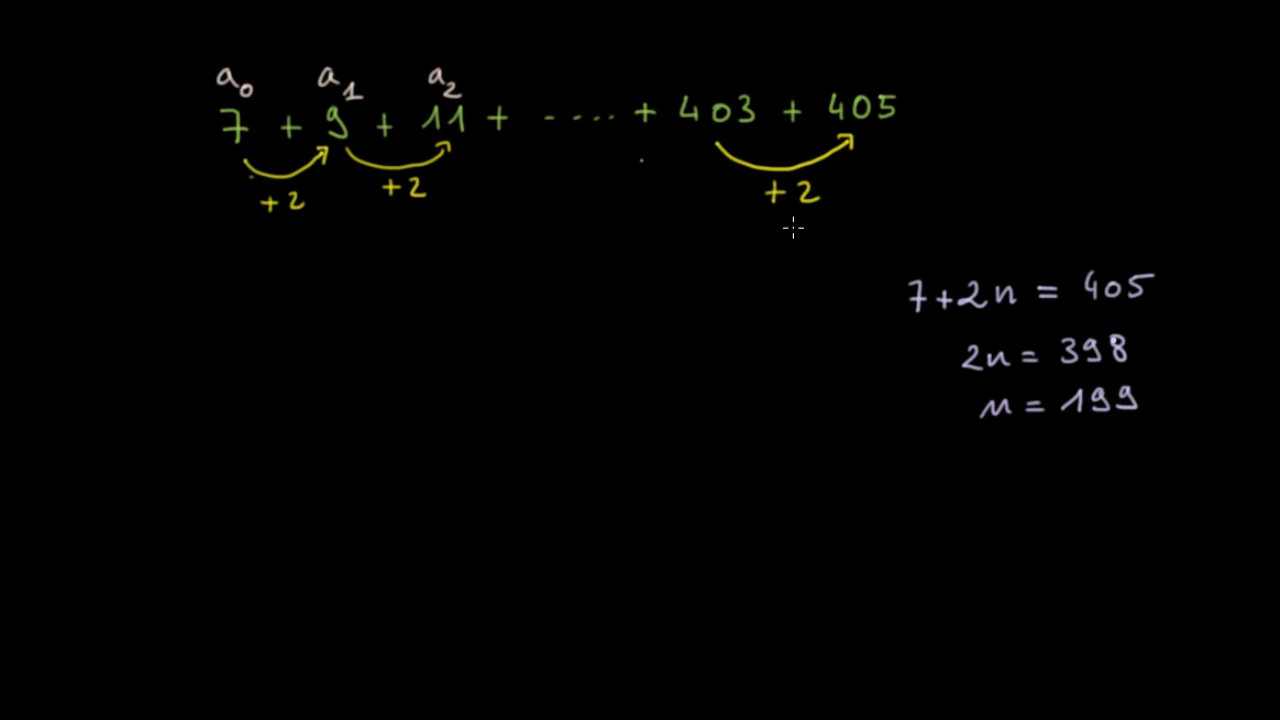 a₀ a₁ a₂
7 + 9 + 11 + ..... + 403 + 405
+2 +2 +2
7+2n = 405
2n = 398
n = 199